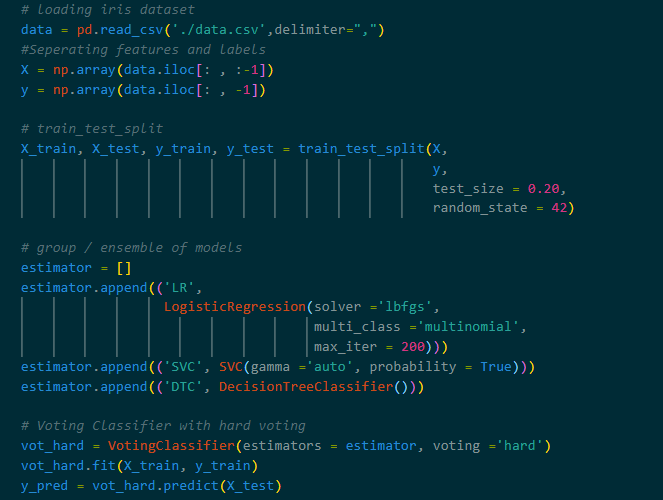 # loading iris dataset
data = pd.read_csv('./data.csv',delimiter=",")
#Seperating features and labels
X = np.array(data.iloc[: , :-1])
y = np.array(data.iloc[: , -1])
# train_test_split
X_train, X_test, y_train, y_test = train_test_split(X,
y,
test_size = 0.20,
random_state = 42)
# group / ensemble of models
estimator = []
estimator.append(('LR',
LogisticRegression(solver ='lbfgs',
multi_class ='multinomial',
max_iter = 200)))
estimator.append(('SVC', SVC(gamma ='auto', probability = True)))
estimator.append(('DTC', DecisionTreeClassifier()))
# Voting Classifier with hard voting
vot_hard = VotingClassifier(estimators = estimator, voting ='hard')
vot_hard.fit(X_train, y_train)
y_pred = vot_hard.predict(X_test)